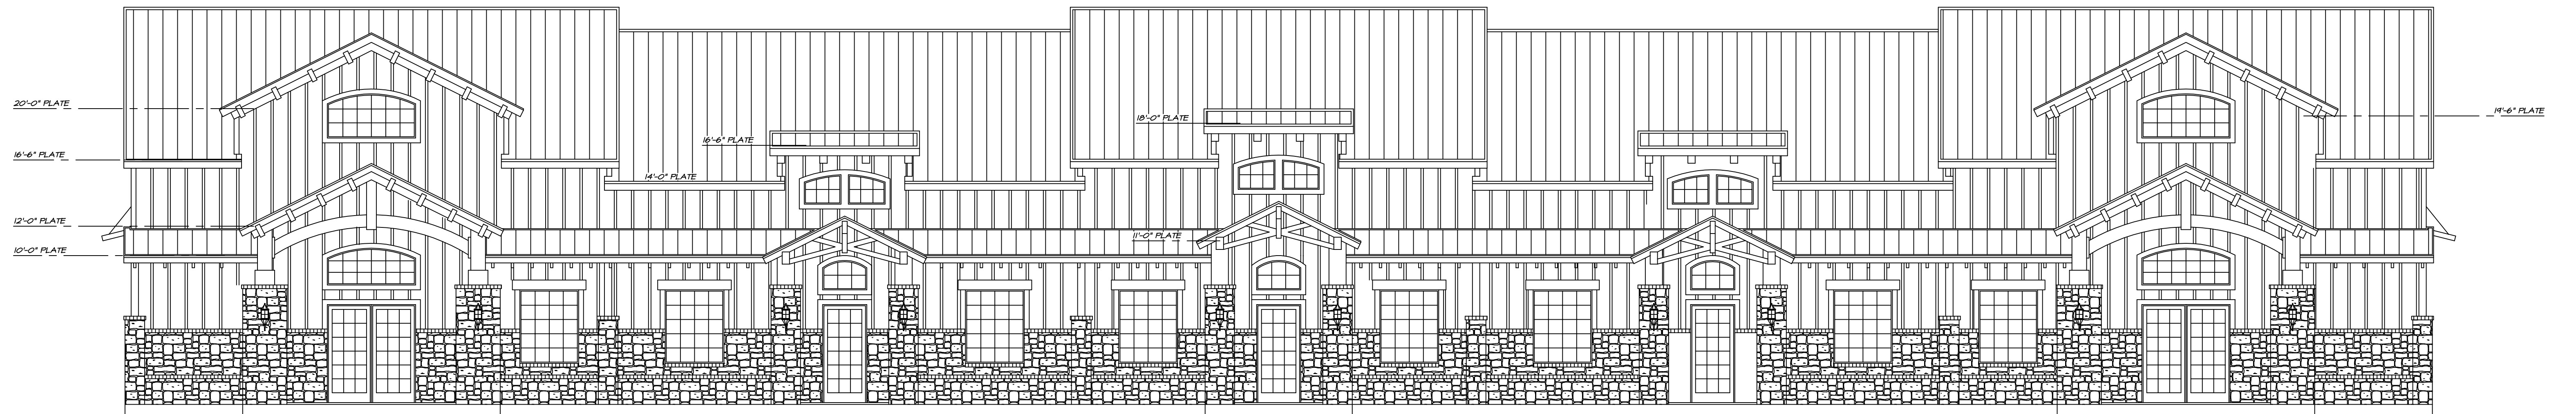 20'-0" PLATE
19'-6" PLATE
18'-0" PLATE
16'-6" PLATE
16'-6" PLATE
14'-0" PLATE
12'-0" PLATE
11'-0" PLATE
10'-0" PLATE